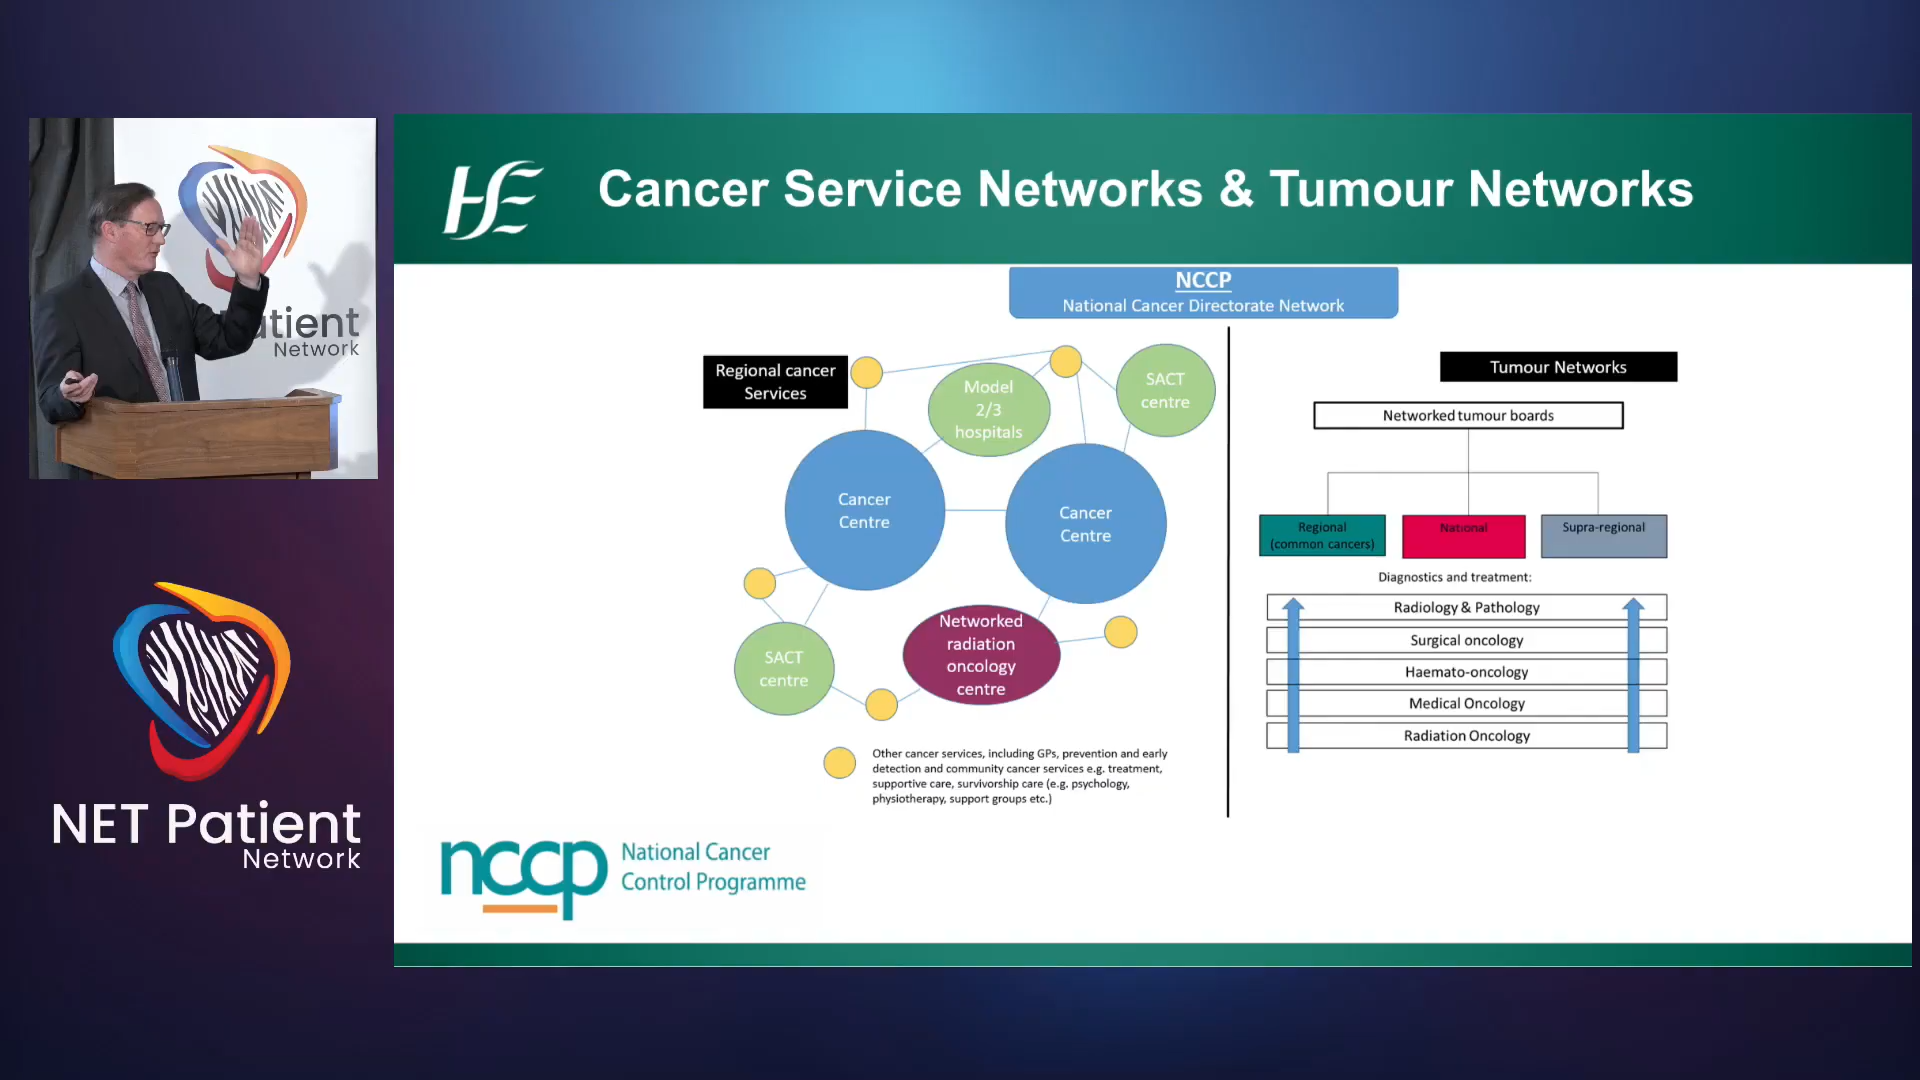 atient
Network
NET Patient
Network
HSE
Cancer Service Networks & Tumour Networks
NCCP
National Cancer Directorate Network
Regional cancer
Services
Model
2/3
hospitals
SACT
centre
Cancer
Centre
Cancer
Centre
SACT
centre
Networked
radiation
oncology
centre
Other cancer services, including GPs, prevention and early
detection and community cancer services e.g. treatment,
supportive care, survivorship care (e.g. psychology,
physiotherapy, support groups etc.)
Tumour Networks
Networked tumour boards
Regional
(common cancers)
National
Supra-regional
Diagnostics and treatment:
Radiology & Pathology
Surgical oncology
Haemato-oncology
Medical Oncology
Radiation Oncology
nccp
National Cancer
Control Programme